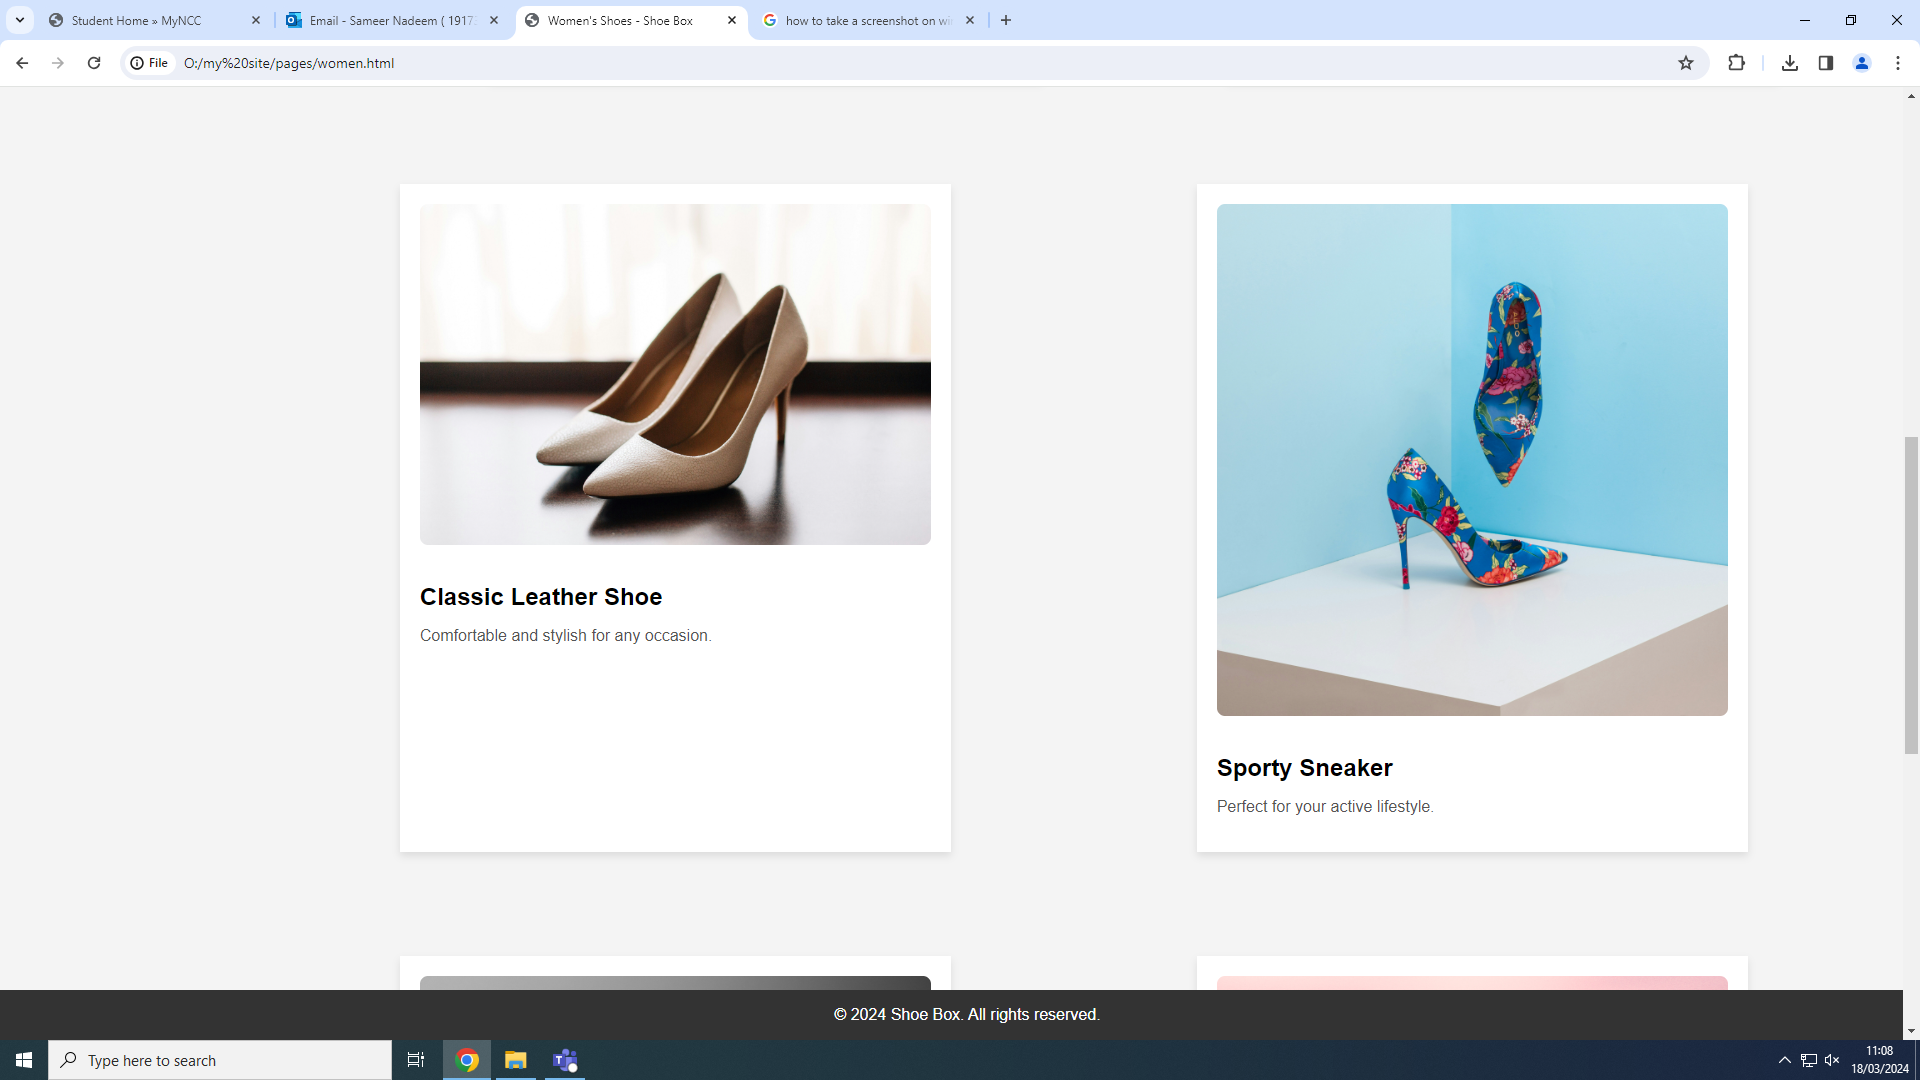 Student Home » MyNCC
Email - Sameer Nadeem ( 1917
Women's Shoes - Shoe Box
how to take a screenshot on wi
File
O:/my%20site/pages/women.html
ALDO
Classic Leather Shoe
Comfortable and stylish for any occasion.
Sporty Sneaker
Perfect for your active lifestyle.
© 2024 Shoe Box. All rights reserved.
Type here to search
11:08
18/03/2024